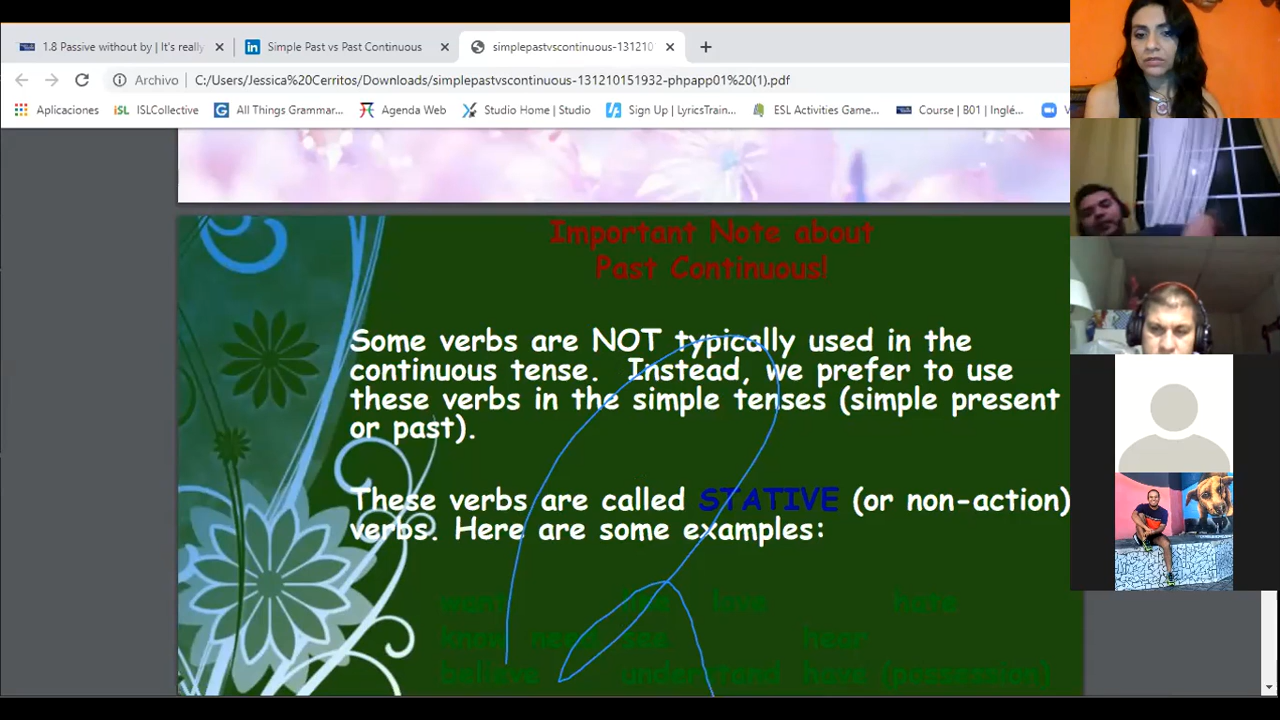 1.8 Passive without by | It's really
Simple Past vs Past Continuous
simplepastvscontinuous-131210
Archivo
C:/Users/Jessica%20Cerritos/Downloads/simplepastvscontinuous-131210151932-phpapp01%20(1).pdf
Aplicaciones
iSL ISLCollective
All Things Grammar...
Agenda Web
Studio Home | Studio
Sign Up | LyricsTrain...
ESL Activities Game...
Course | B01 | Inglé...
Important Note about
Past Continuous!
Some verbs are NOT typically used in the
continuous tense. Instead, we prefer to use
these verbs in the simple tenses (simple present
or past).
These verbs are called STATIVE (or non-action)
verbs. Here are some examples:
want like love hate
know need see hear
believe understand have (possession)